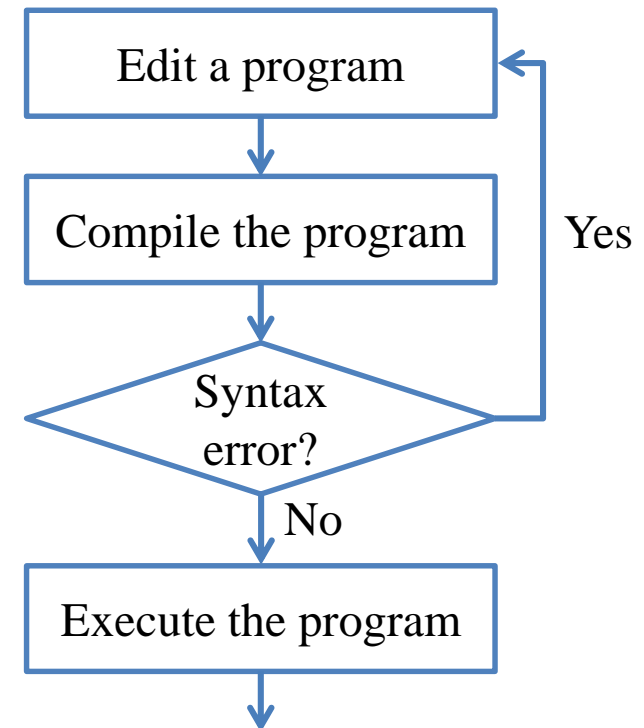 Edit a program
Compile the program
Yes
Syntax
error?
No
Execute the program